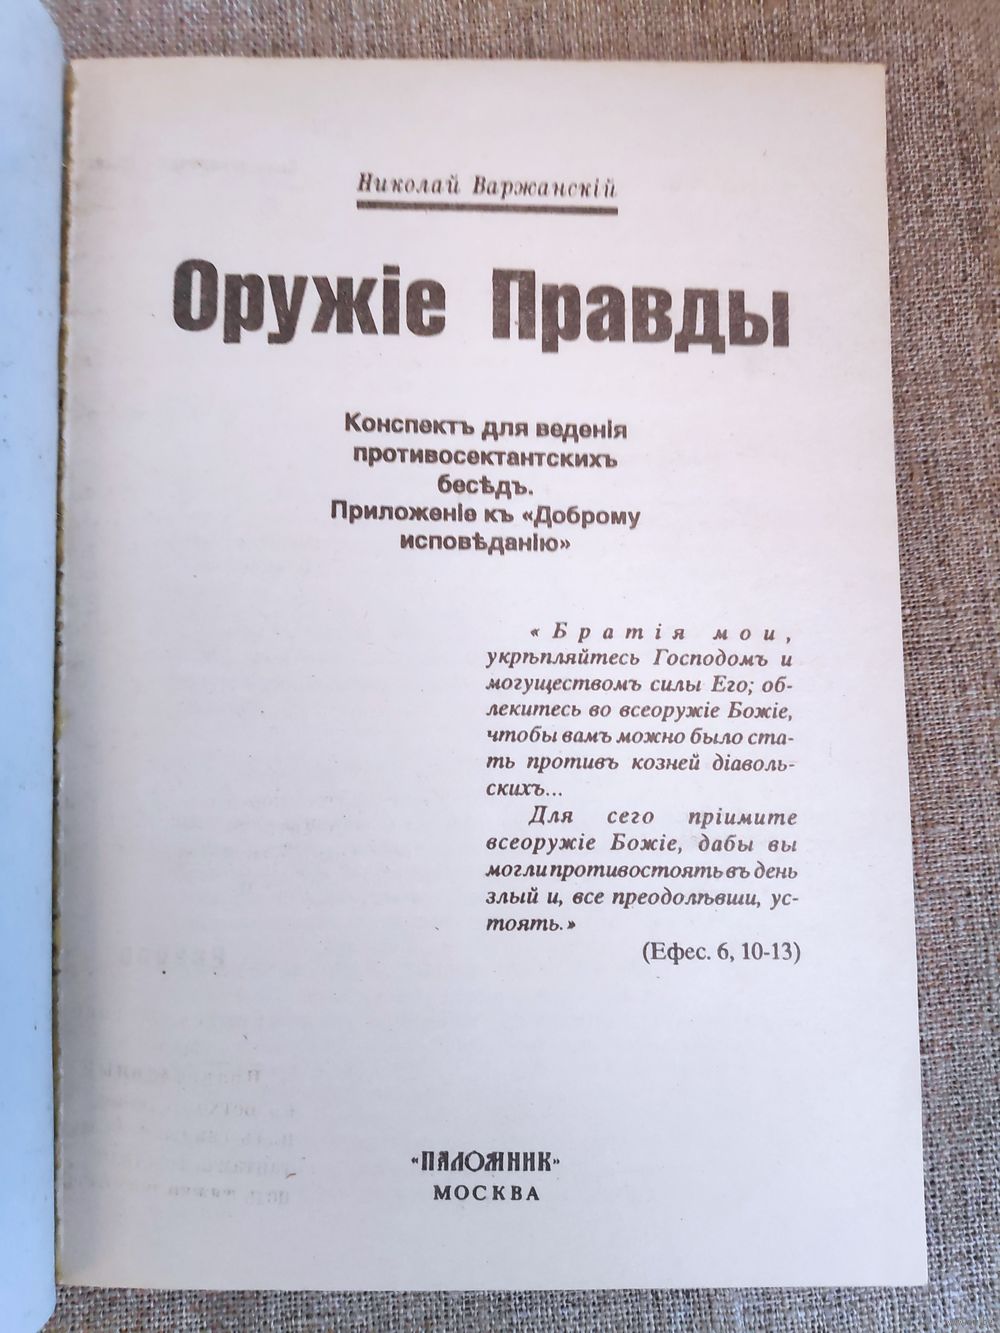 Николай Варжанскій
Оружіе Правды
Конспектъ для веденія
противосектантскихъ
бесѣдъ.
Приложеніе къ «Доброму
исповѣданію»
«Братія мои,
укрѣпляйтесь Господомъ и
могуществомъ силы Его; об-
лекитесь во всеоружіе Божіе,
чтобы вамъ можно было ста-
ть противъ козней діаволь-
скихъ...
Для сего пріимите
всеоружіе Божіе, дабы вы
могли противостоять въ день
злый и, все преодолѣвши, ус-
тоять.»
(Ефес. 6, 10-13)
«ПАЛОМНИК»
МОСКВА